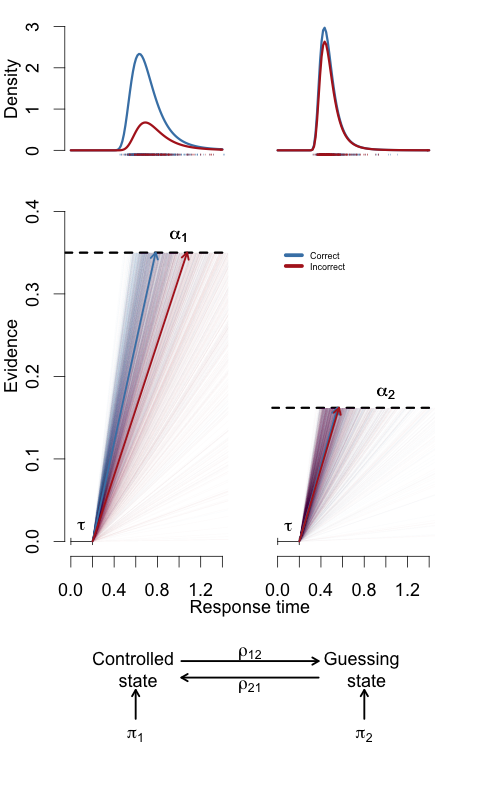 Density
3
2
1
0
Evidence
0.4
0.3
0.2
0.1
0.0
α1
Correct
Incorrect
α2
τ
τ
0.0 0.4 0.8 1.2
0.0 0.4 0.8 1.2
Response time
Controlled state
ρ12
ρ21
Guessing state
π1
π2